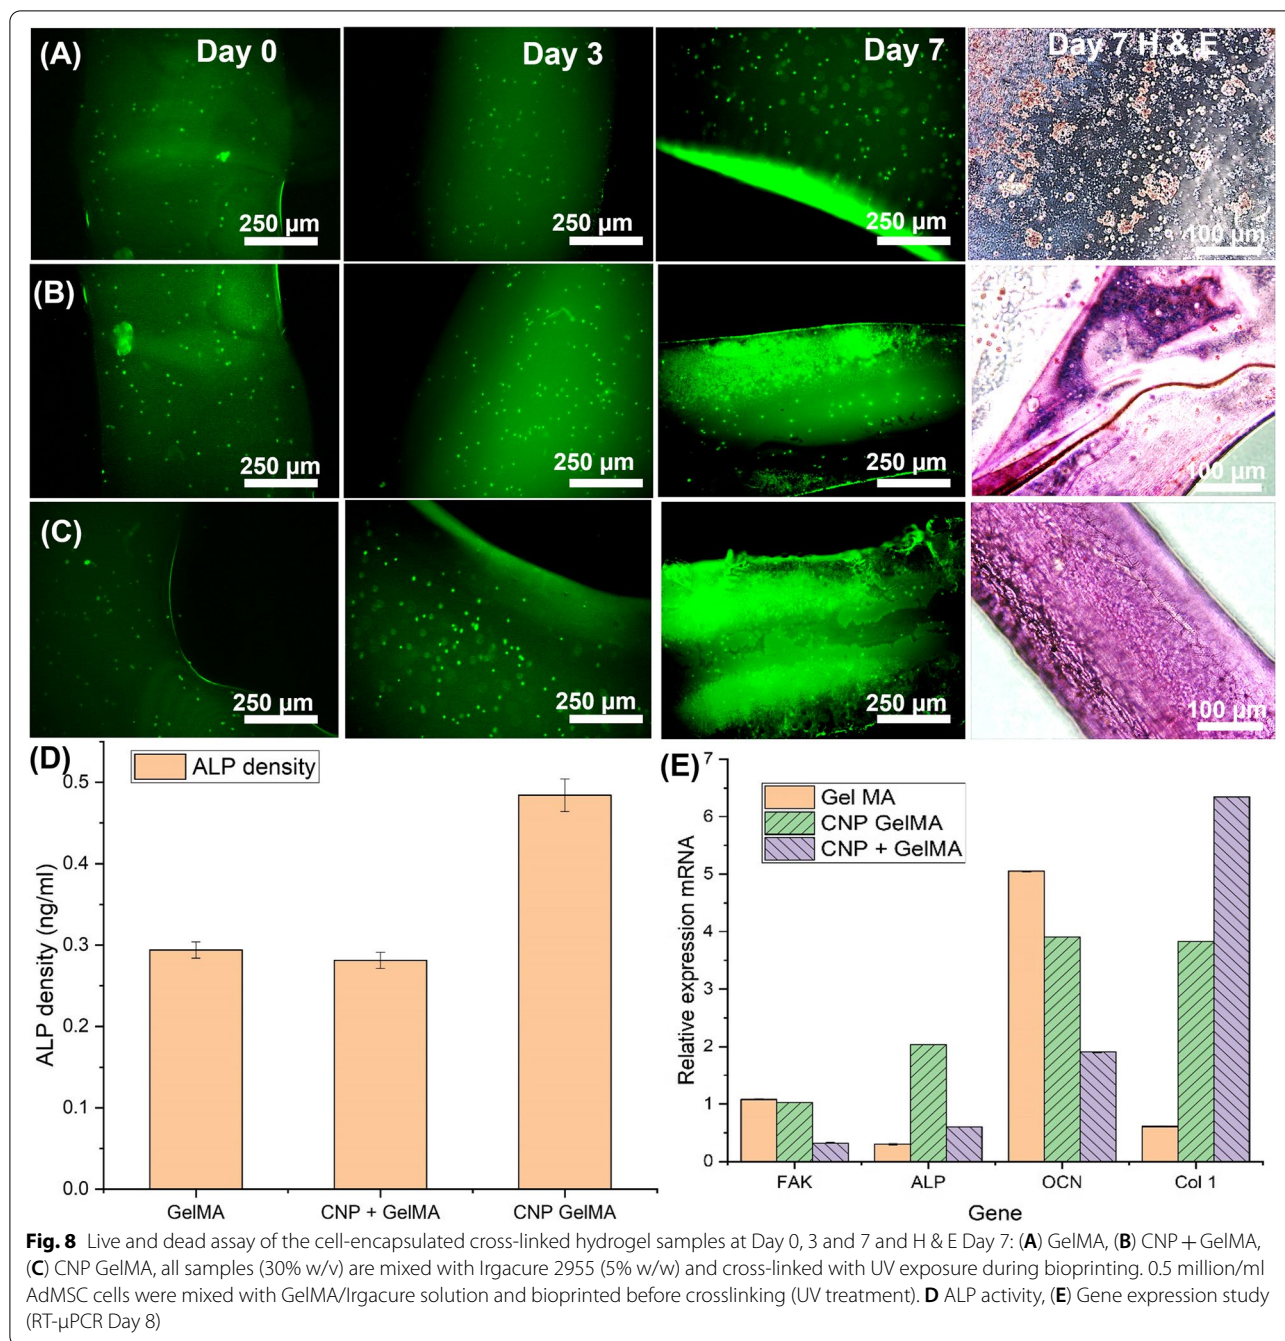 (A) Day 0 Day 3 Day 7 Day 7 H & E
250 µm 250 µm 250 µm 100 µm
(B)
250 µm 250 µm 250 µm 100 µm
(C)
250 µm 250 µm 250 µm 100 µm
(D)
ALP density
0.5
0.4
0.3
0.2
0.1
0.0
ALP density (ng/ml)
GelMA CNP + GelMA CNP GelMA
(E)
Gel MA
CNP GelMA
CNP + GelMA
7
6
5
4
3
2
1
0
Relative expression mRNA
FAK ALP OCN Col 1
Gene
Fig. 8 Live and dead assay of the cell-encapsulated cross-linked hydrogel samples at Day 0, 3 and 7 and H & E Day 7: (A) GelMA, (B) CNP + GelMA,
(C) CNP GelMA, all samples (30% w/v) are mixed with Irgacure 2955 (5% w/w) and cross-linked with UV exposure during bioprinting. 0.5 million/ml
AdMSC cells were mixed with GelMA/Irgacure solution and bioprinted before crosslinking (UV treatment). D ALP activity, (E) Gene expression study
(RT-µPCR Day 8)